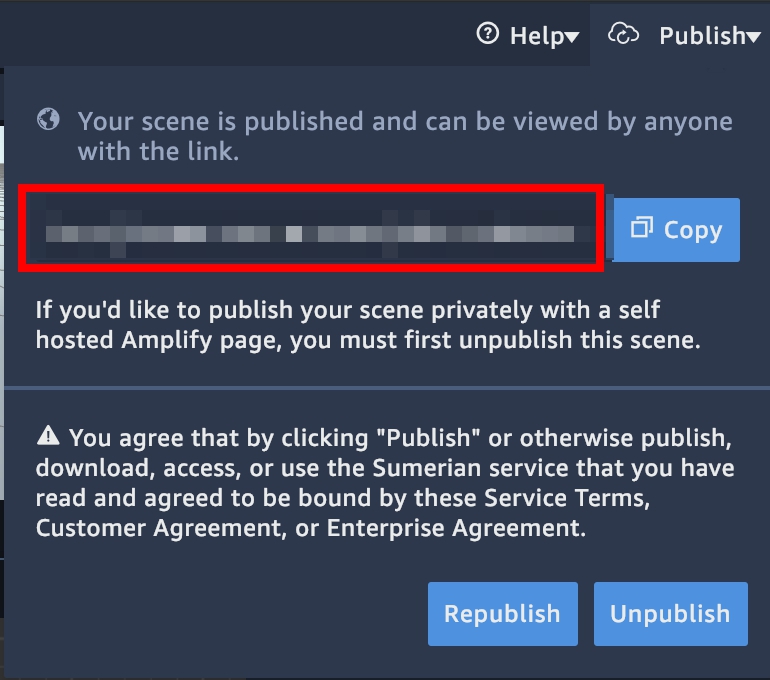 Help Publish
Your scene is published and can be viewed by anyone
with the link.
Copy
If you'd like to publish your scene privately with a self
hosted Amplify page, you must first unpublish this scene.
You agree that by clicking "Publish" or otherwise publish,
download, access, or use the Sumerian service that you have
read and agreed to be bound by these Service Terms,
Customer Agreement, or Enterprise Agreement.
Republish Unpublish